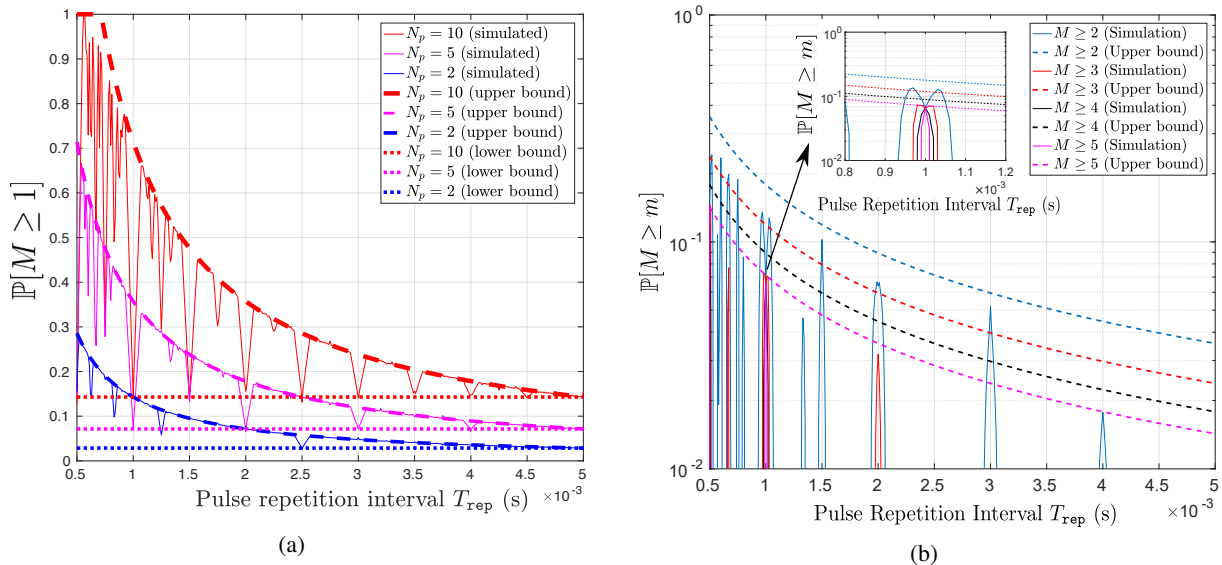 1
0.9
0.8
0.7
0.6
0.5
0.4
0.3
0.2
0.1
0
0.5 1 1.5 2 2.5 3 3.5 4 4.5 5
×10⁻³
ℙ[M ≥ 1]
Pulse repetition interval T_rep (s)
N_p = 10 (simulated)
N_p = 5 (simulated)
N_p = 2 (simulated)
N_p = 10 (upper bound)
N_p = 5 (upper bound)
N_p = 2 (upper bound)
N_p = 10 (lower bound)
N_p = 5 (lower bound)
N_p = 2 (lower bound)
(a)
10⁰
10⁻¹
10⁻²
0.5 1 1.5 2 2.5 3 3.5 4 4.5 5
×10⁻³
ℙ[M ≥ m]
Pulse Repetition Interval T_rep (s)
10⁰
10⁻¹
10⁻²
0.8 0.9 1 1.1 1.2
×10⁻³
ℙ[M ≥ m]
Pulse Repetition Interval T_rep (s)
M ≥ 2 (Simulation)
M ≥ 2 (Upper bound)
M ≥ 3 (Simulation)
M ≥ 3 (Upper bound)
M ≥ 4 (Simulation)
M ≥ 4 (Upper bound)
M ≥ 5 (Simulation)
M ≥ 5 (Upper bound)
(b)